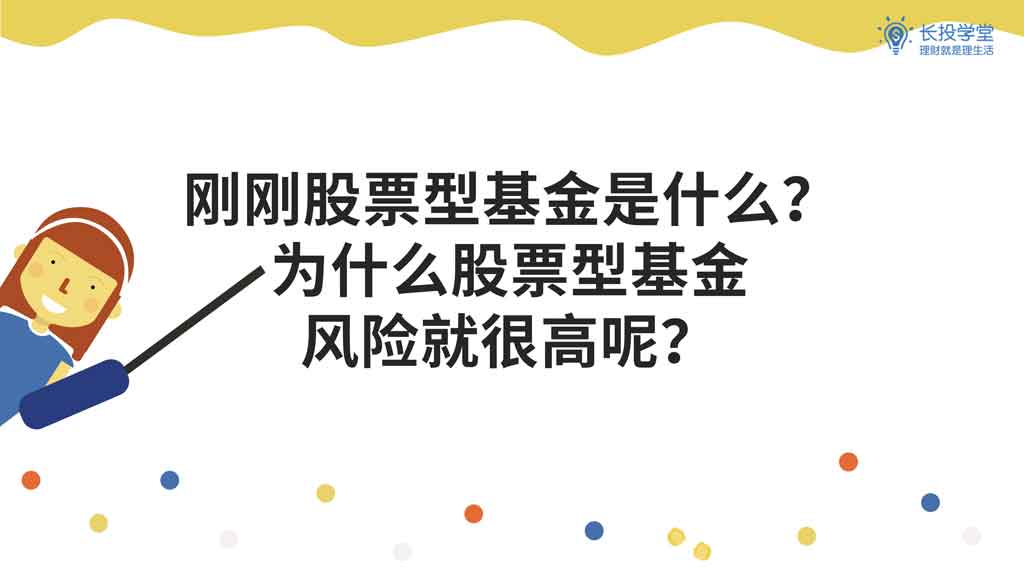 长投学堂
理财就是理生活
刚刚股票型基金是什么？
为什么股票型基金
风险就很高呢？